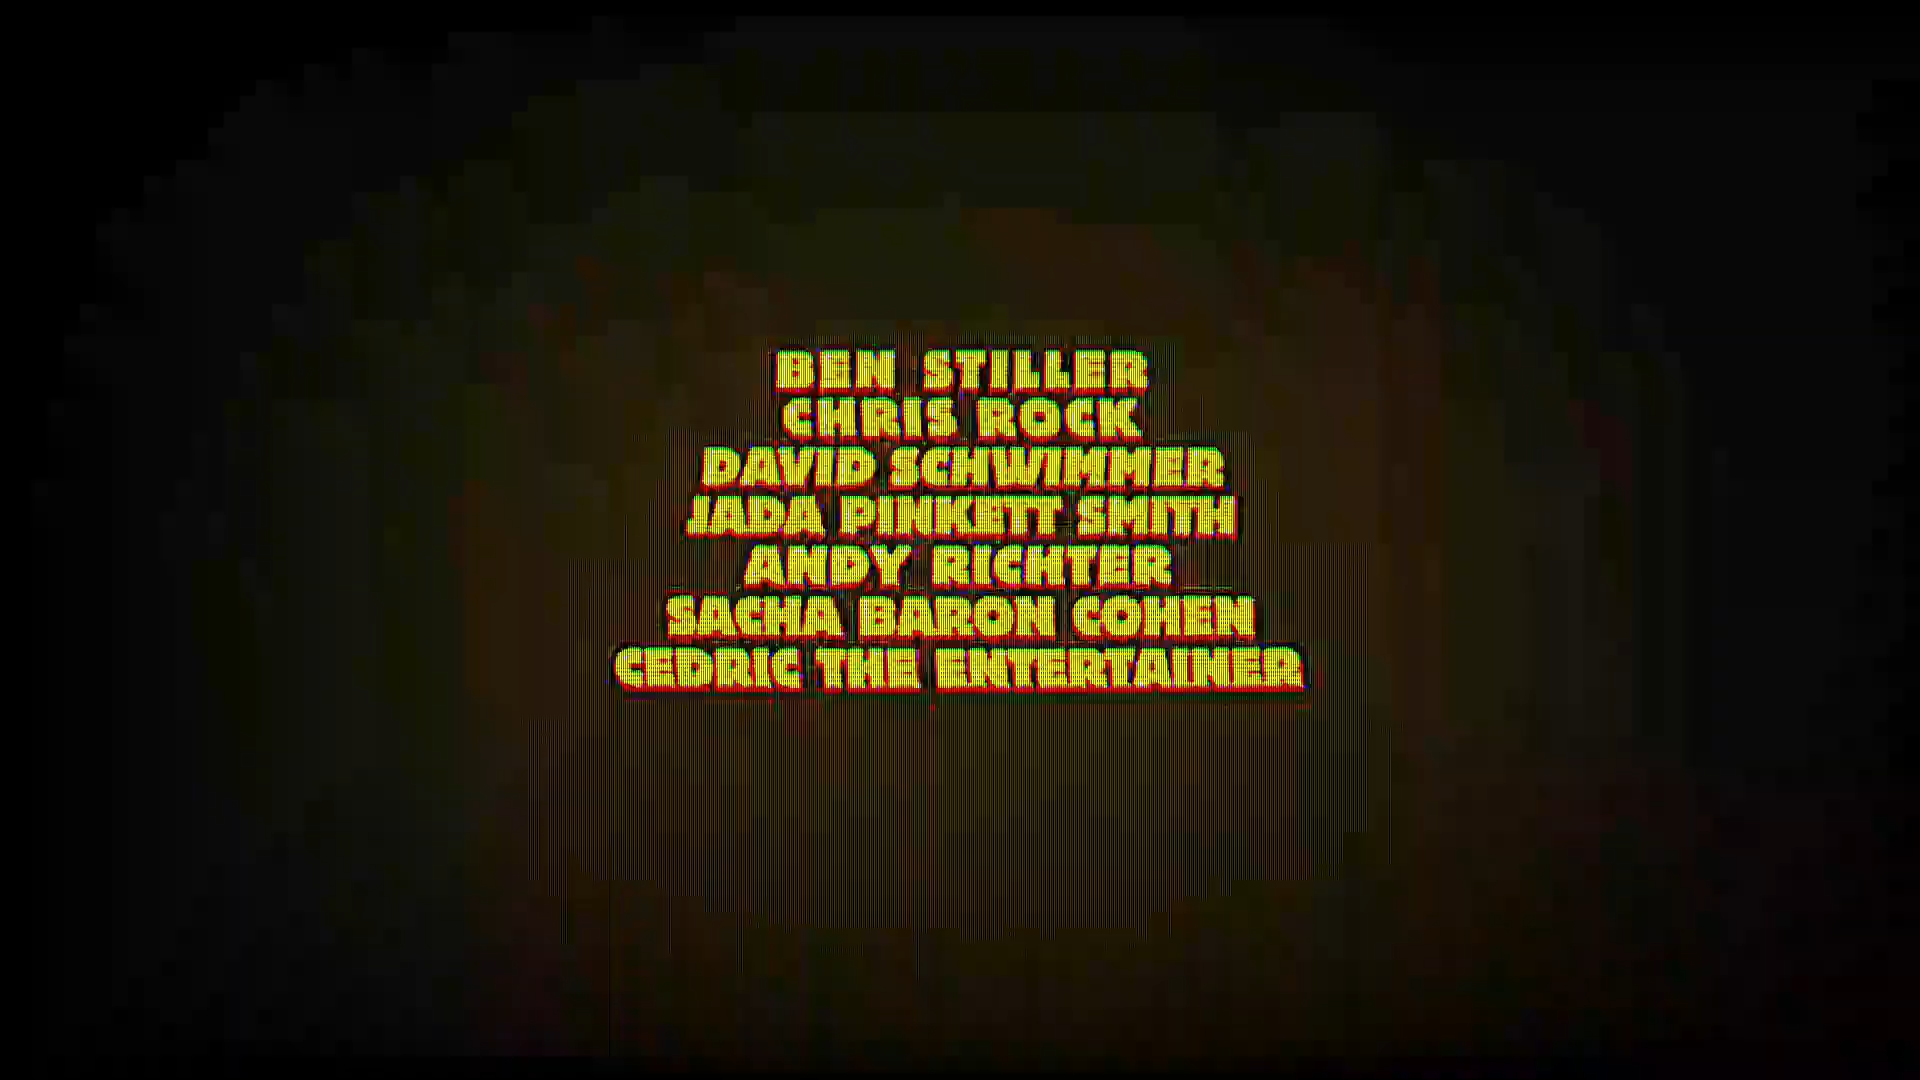 BEN STILLER
CHRIS ROCK
DAVID SCHWIMMER
JADA PINKETT SMITH
ANDY RICHTER
SACHA BARON COHEN
CEDRIC THE ENTERTAINER